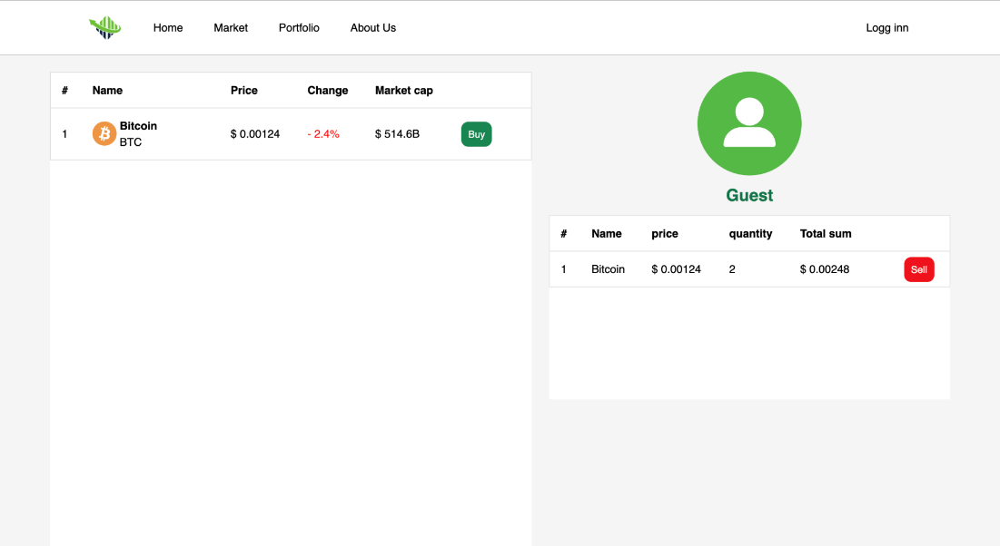 Home Market Portfolio About Us Logg inn
# Name Price Change Market cap
1 Bitcoin BTC $ 0.00124 - 2.4% $ 514.6B Buy
Guest
# Name price quantity Total sum
1 Bitcoin $ 0.00124 2 $ 0.00248 Sell